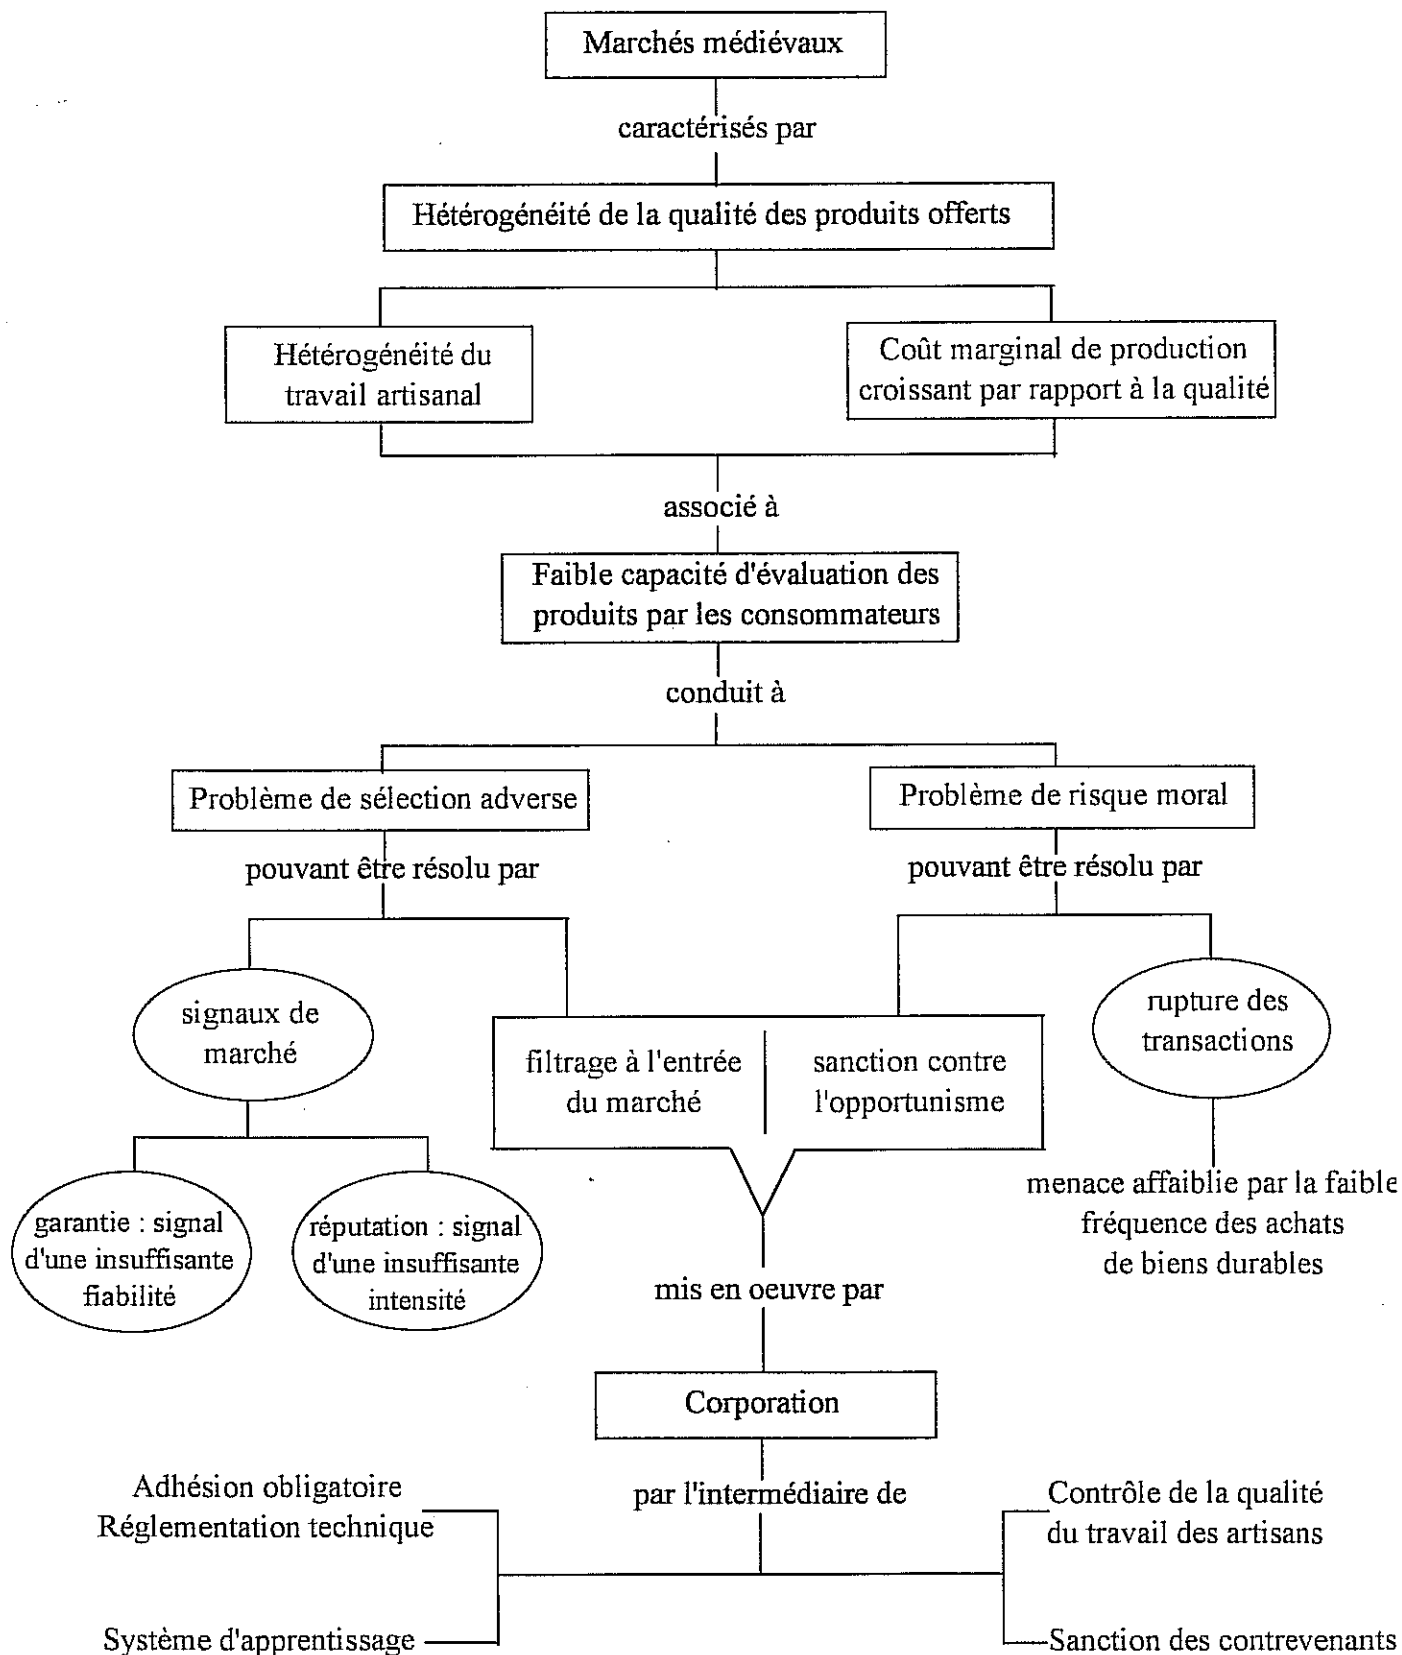 Marchés médiévaux
caractérisés par
Hétérogénéité de la qualité des produits offerts
Hétérogénéité du
travail artisanal
Coût marginal de production
croissant par rapport à la qualité
associé à
Faible capacité d'évaluation des
produits par les consommateurs
conduit à
Problème de sélection adverse
Problème de risque moral
pouvant être résolu par
pouvant être résolu par
signaux de
marché
filtrage à l'entrée
du marché
sanction contre
l'opportunisme
rupture des
transactions
garantie : signal
d'une insuffisante
fiabilité
réputation : signal
d'une insuffisante
intensité
menace affaiblie par la faible
fréquence des achats
de biens durables
mis en oeuvre par
Corporation
par l'intermédiaire de
Adhésion obligatoire
Réglementation technique
Contrôle de la qualité
du travail des artisans
Système d'apprentissage
Sanction des contrevenants